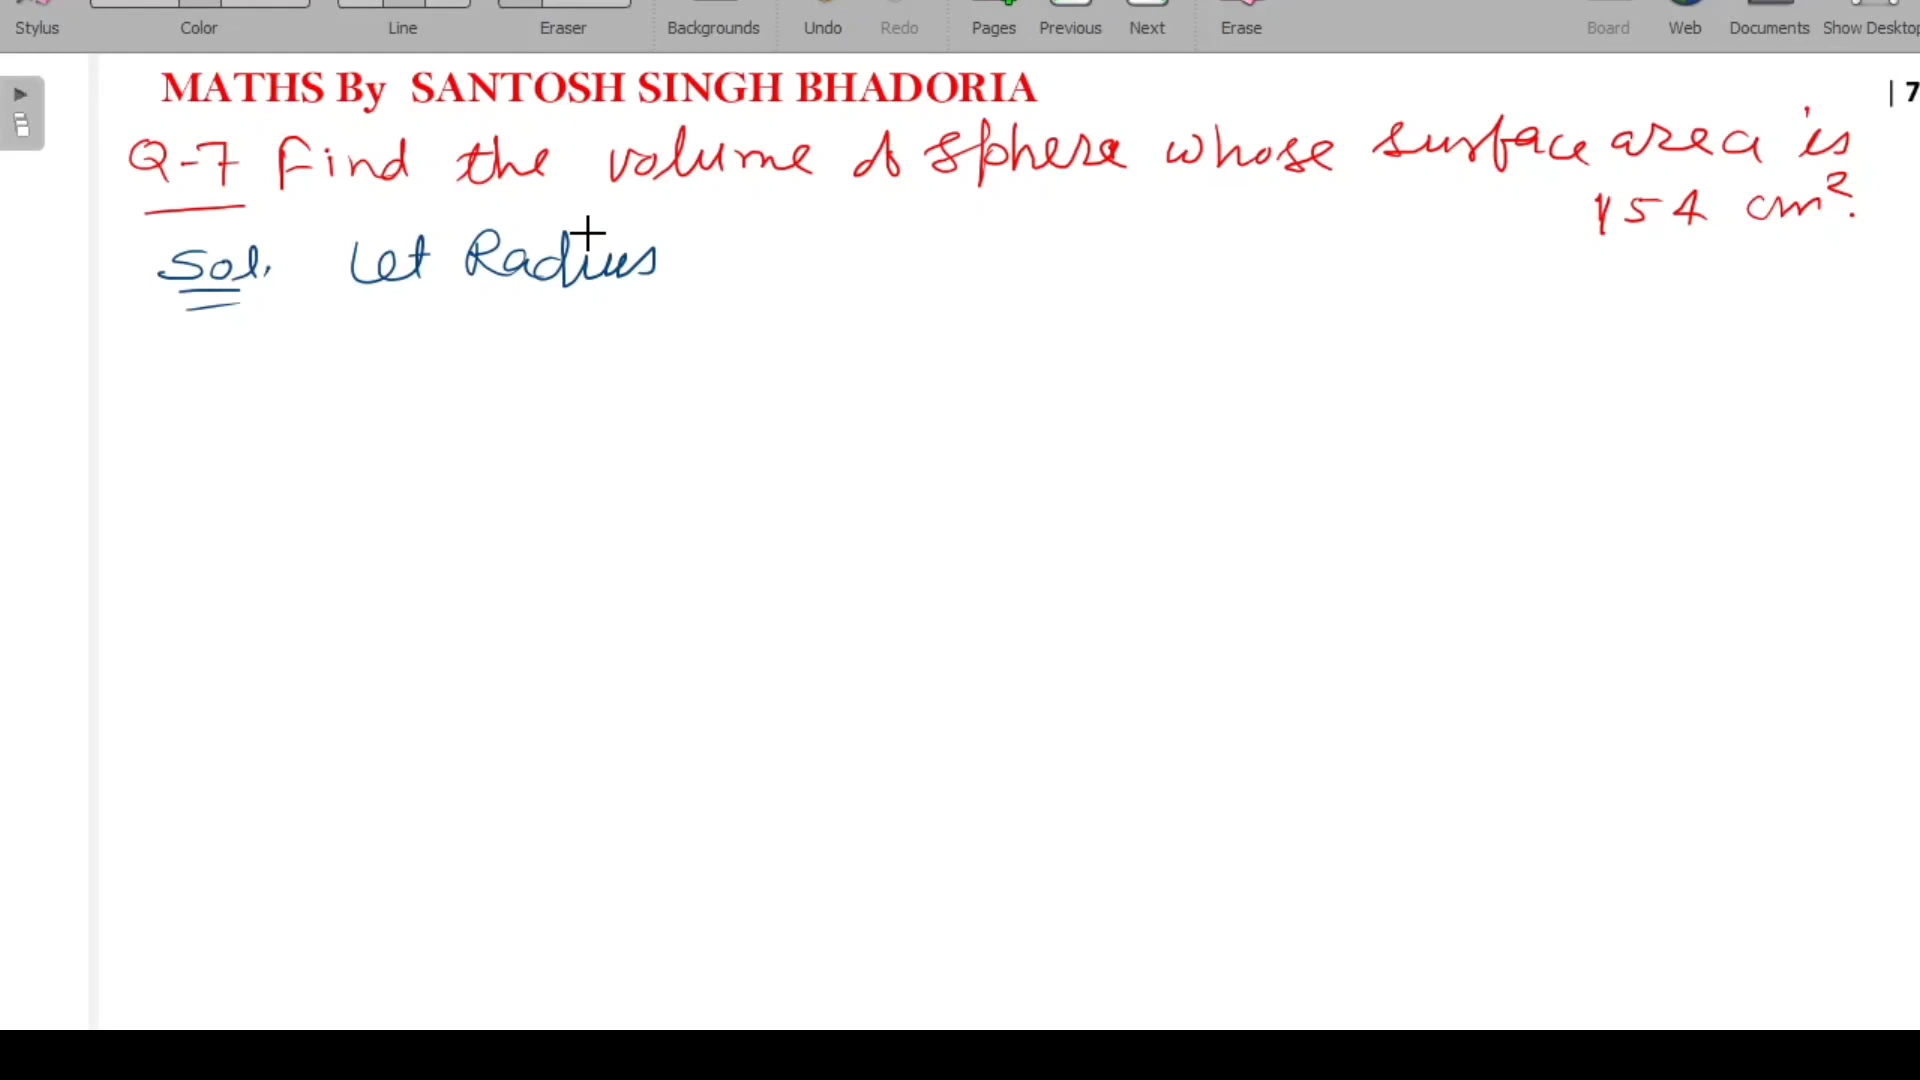 Stylus Color Line Eraser Backgrounds Undo Redo Pages Previous Next Erase Board Web Documents Show Desktop
MATHS By SANTOSH SINGH BHADORIA | 7
Q-7 Find the volume of sphere whose surface area is
154 cm².
Sol. Let Radius